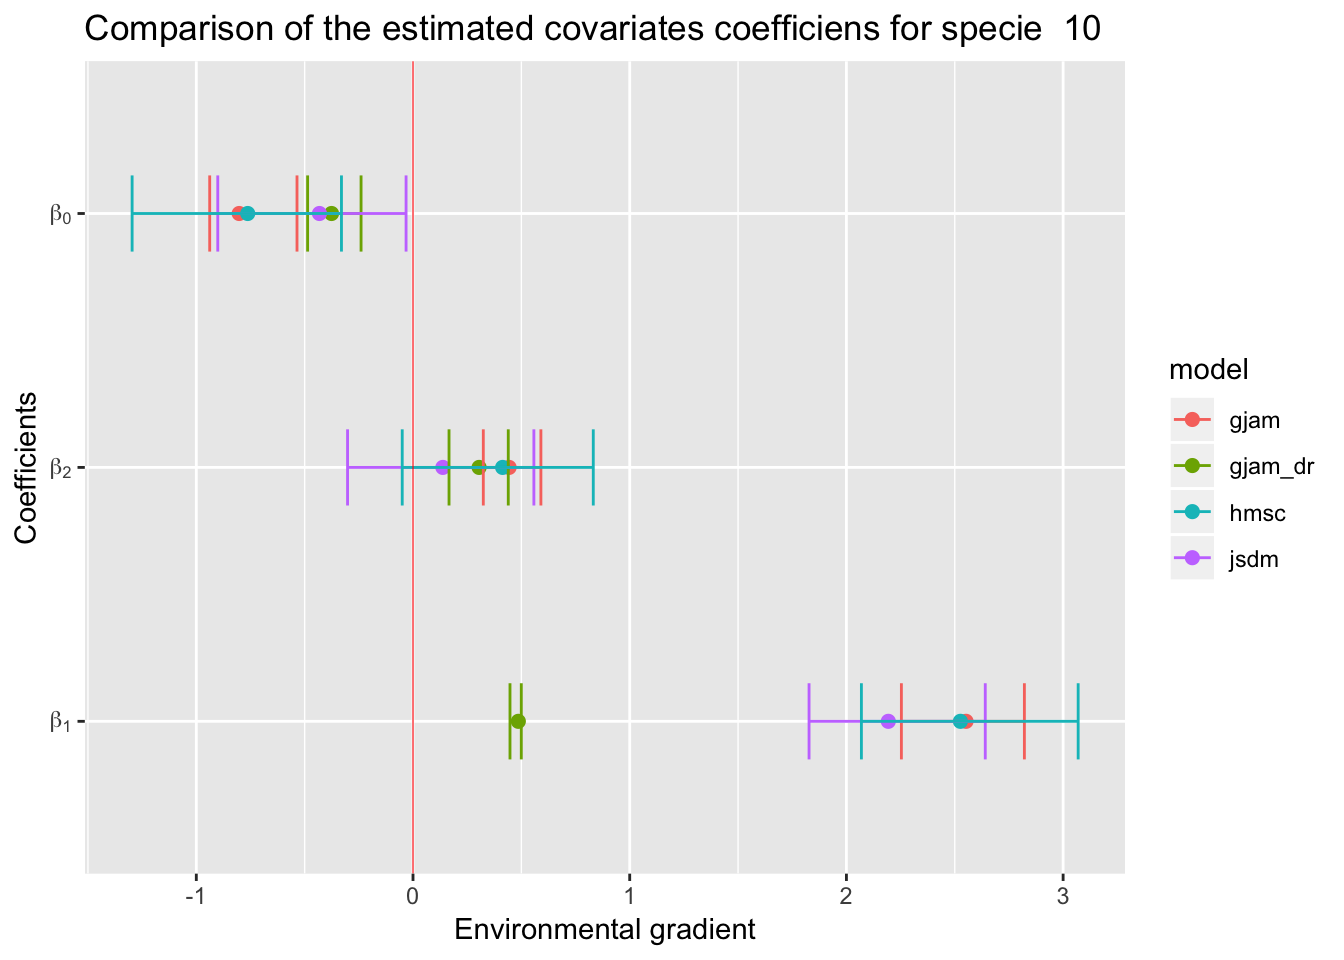 Comparison of the estimated covariates coefficiens for specie  10
Coefficients
β0
β2
β1
-1 0 1 2 3
Environmental gradient
model
gjam
gjam_dr
hmsc
jsdm